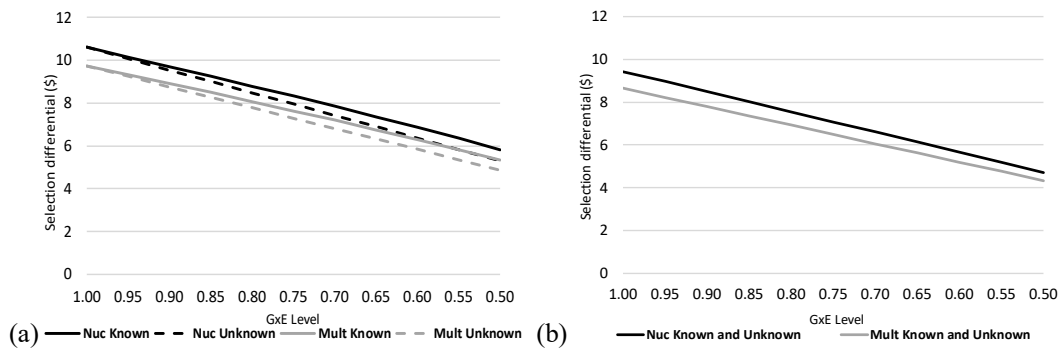 12
10
8
6
4
2
0
Selection differential ($)
1.00 0.95 0.90 0.85 0.80 0.75 0.70 0.65 0.60 0.55 0.50
GxE Level
(a) Nuc Known Nuc Unknown Mult Known Mult Unknown
12
10
8
6
4
2
0
Selection differential ($)
1.00 0.95 0.90 0.85 0.80 0.75 0.70 0.65 0.60 0.55 0.50
GxE Level
(b) Nuc Known and Unknown Mult Known and Unknown